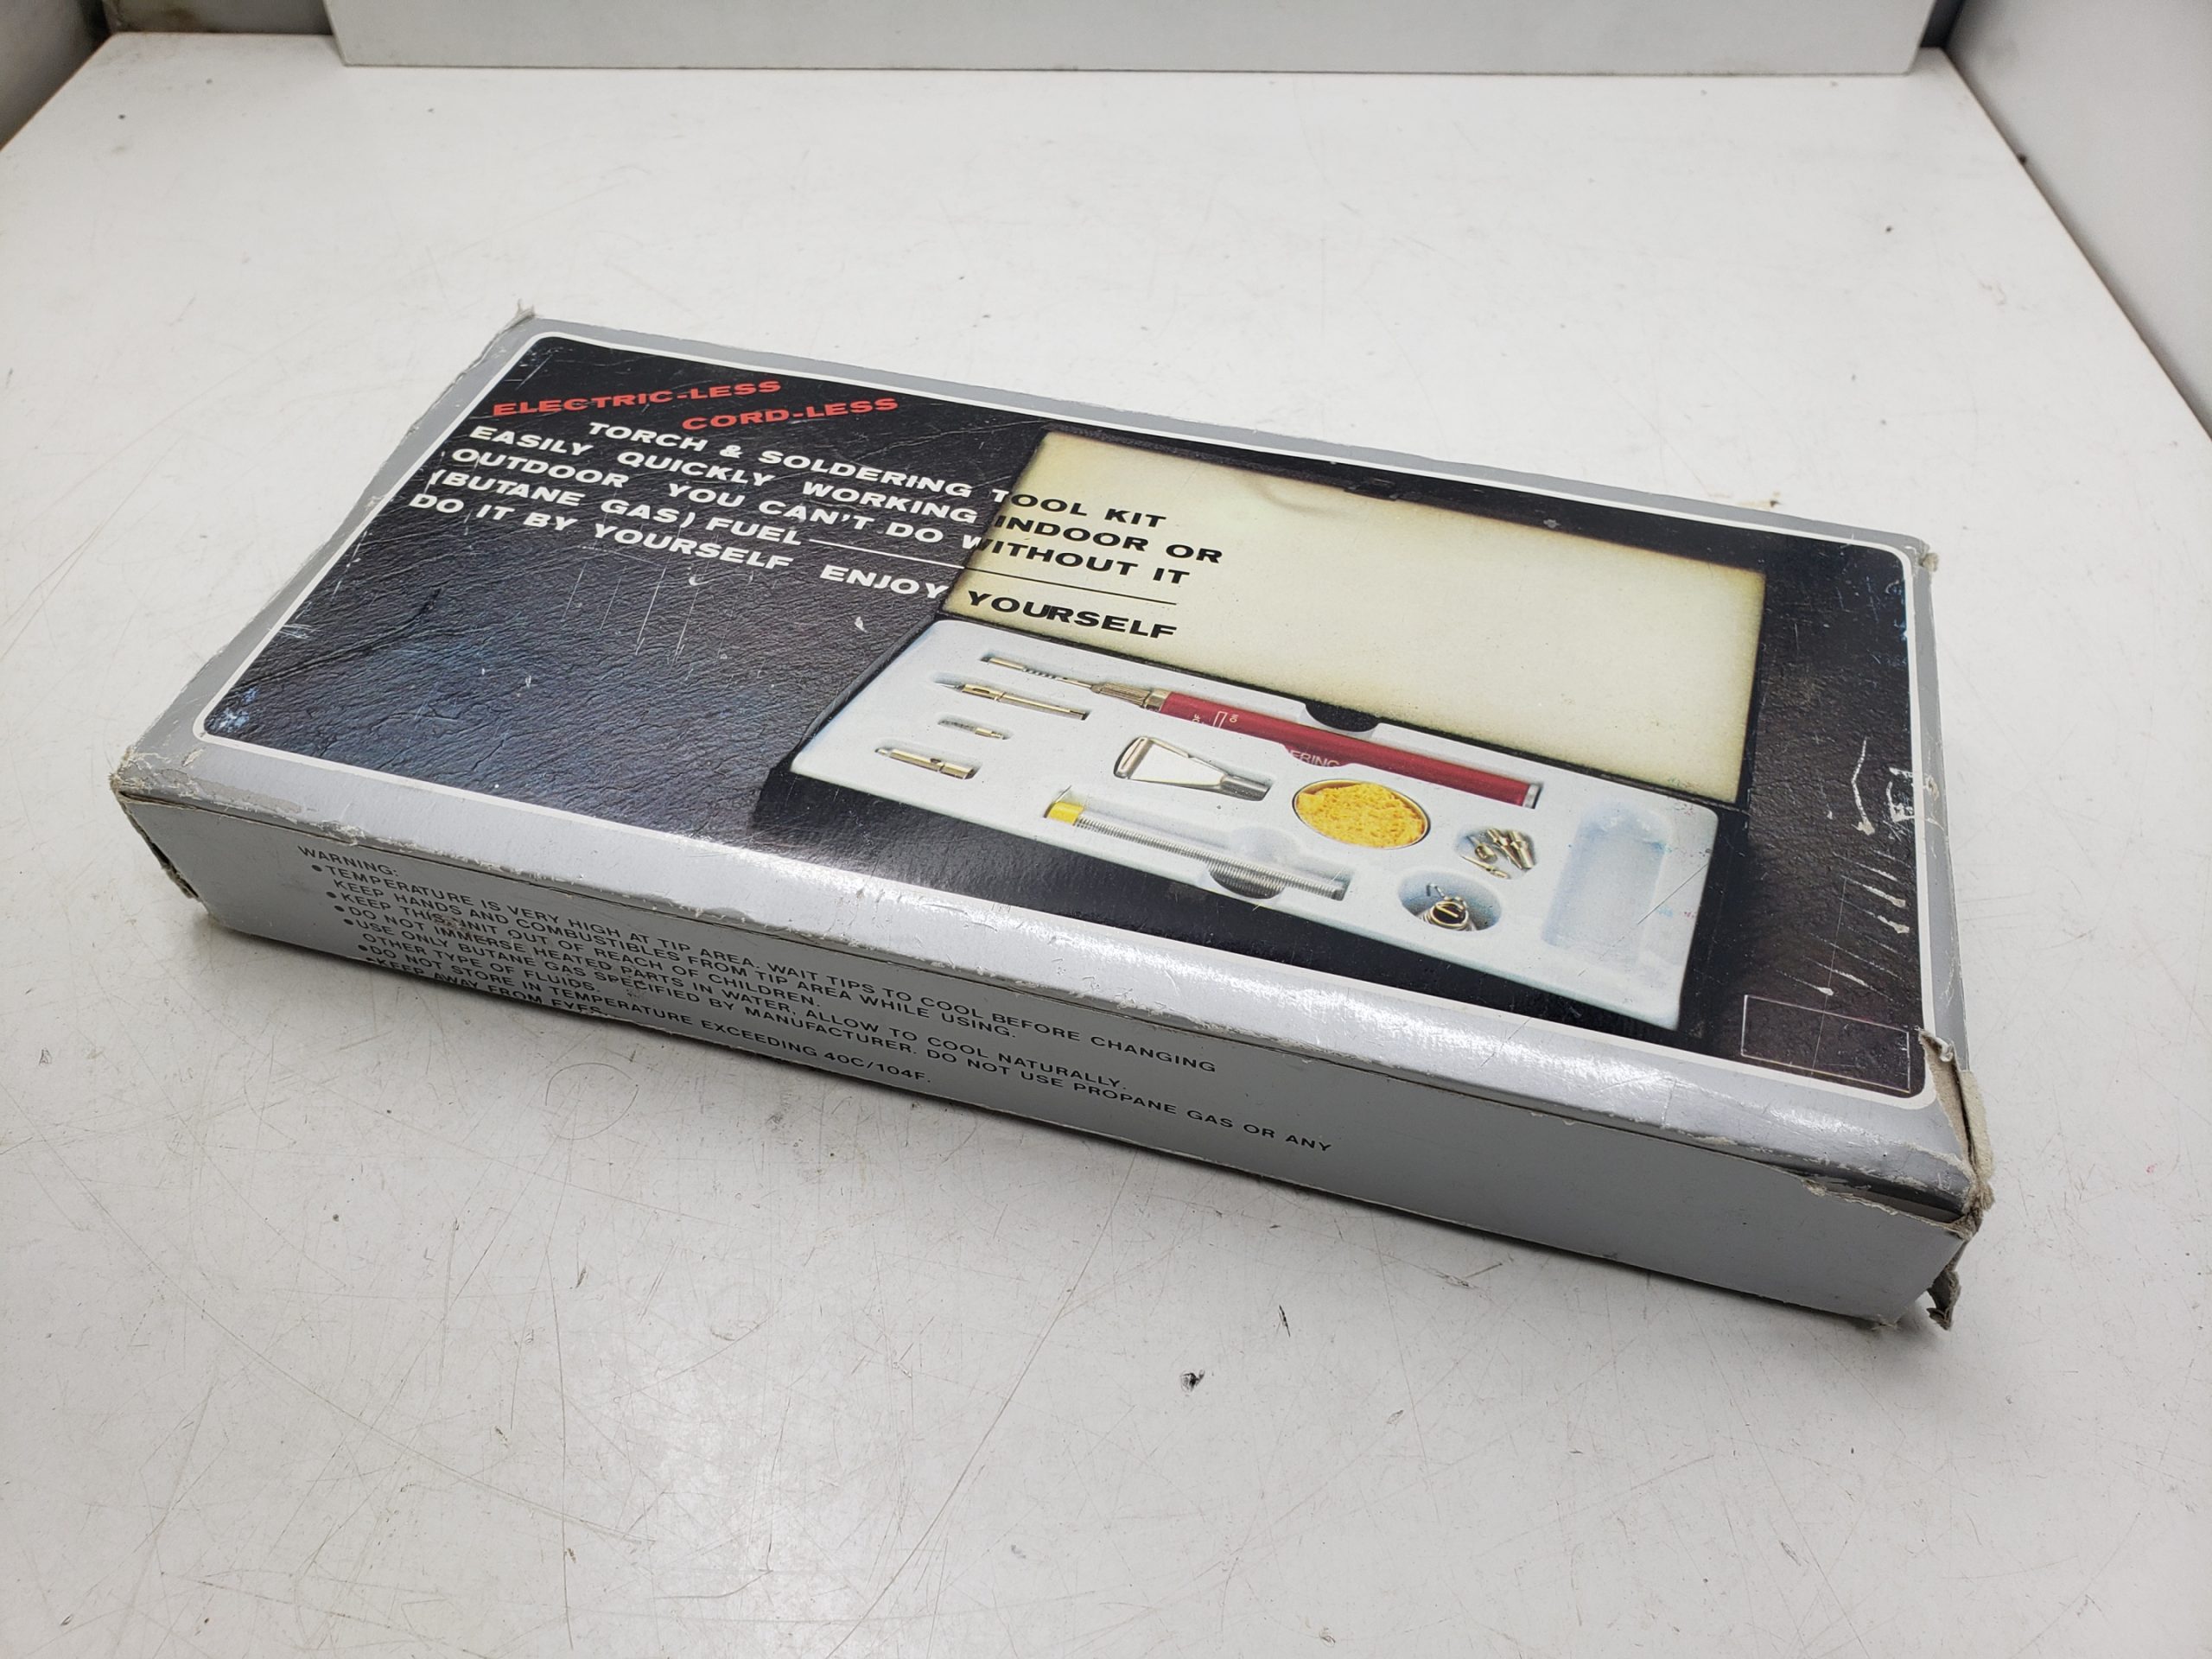 ELECTRIC-LESS
CORD-LESS
TORCH & SOLDERING TOOL KIT
EASILY QUICKLY WORKING INDOOR OR
OUTDOOR YOU CAN'T DO WITHOUT IT
(BUTANE GAS) FUEL
DO IT BY YOURSELF ENJOY YOURSELF
ERING
WARNING:
•TEMPERATURE IS VERY HIGH AT TIP AREA. WAIT TIPS TO COOL BEFORE CHANGING
KEEP HANDS AND COMBUSTIBLES FROM TIP AREA WHILE USING.
•KEEP THIS UNIT OUT OF REACH OF CHILDREN.
•DO NOT IMMERSE HEATED PARTS IN WATER, ALLOW TO COOL NATURALLY.
•USE ONLY BUTANE GAS SPECIFIED BY MANUFACTURER. DO NOT USE PROPANE GAS OR ANY
OTHER TYPE OF FLUIDS.
•DO NOT STORE IN TEMPERATURE EXCEEDING 40C/104F.
•KEEP AWAY FROM EYES.